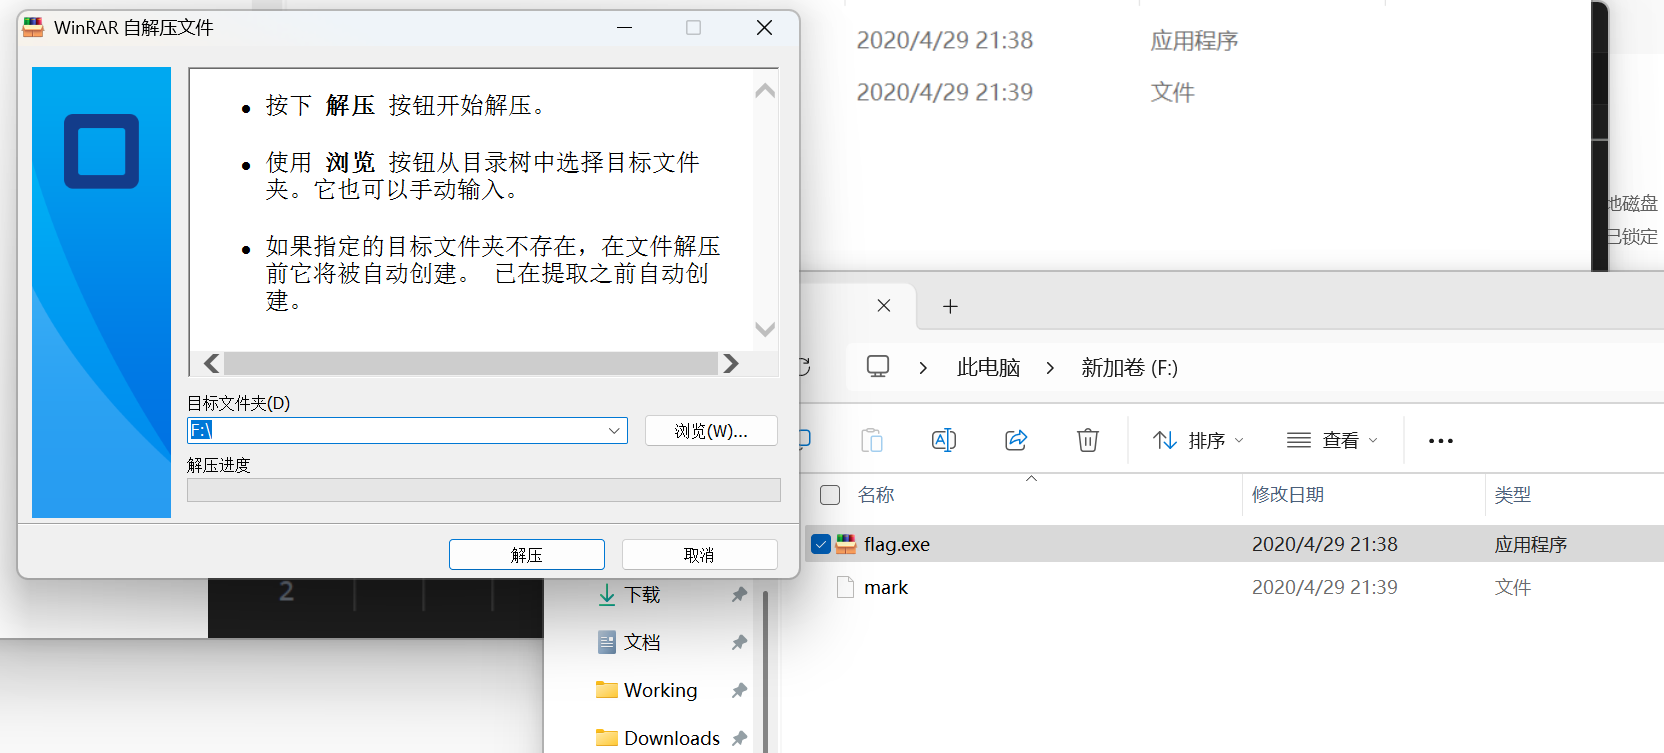 WinRAR 自解压文件
按下 解压 按钮开始解压。
使用 浏览 按钮从目录树中选择目标文件
夹。它也可以手动输入。
如果指定的目标文件夹不存在，在文件解压
前它将被自动创建。 已在提取之前自动创
建。
目标文件夹(D)
F:\
浏览(W)...
解压进度
解压
取消
2020/4/29 21:38
应用程序
2020/4/29 21:39
文件
地磁盘
已锁定
此电脑
新加卷 (F:)
排序
查看
名称
修改日期
类型
flag.exe
2020/4/29 21:38
应用程序
mark
2020/4/29 21:39
文件
2
下载
文档
Working
Downloads